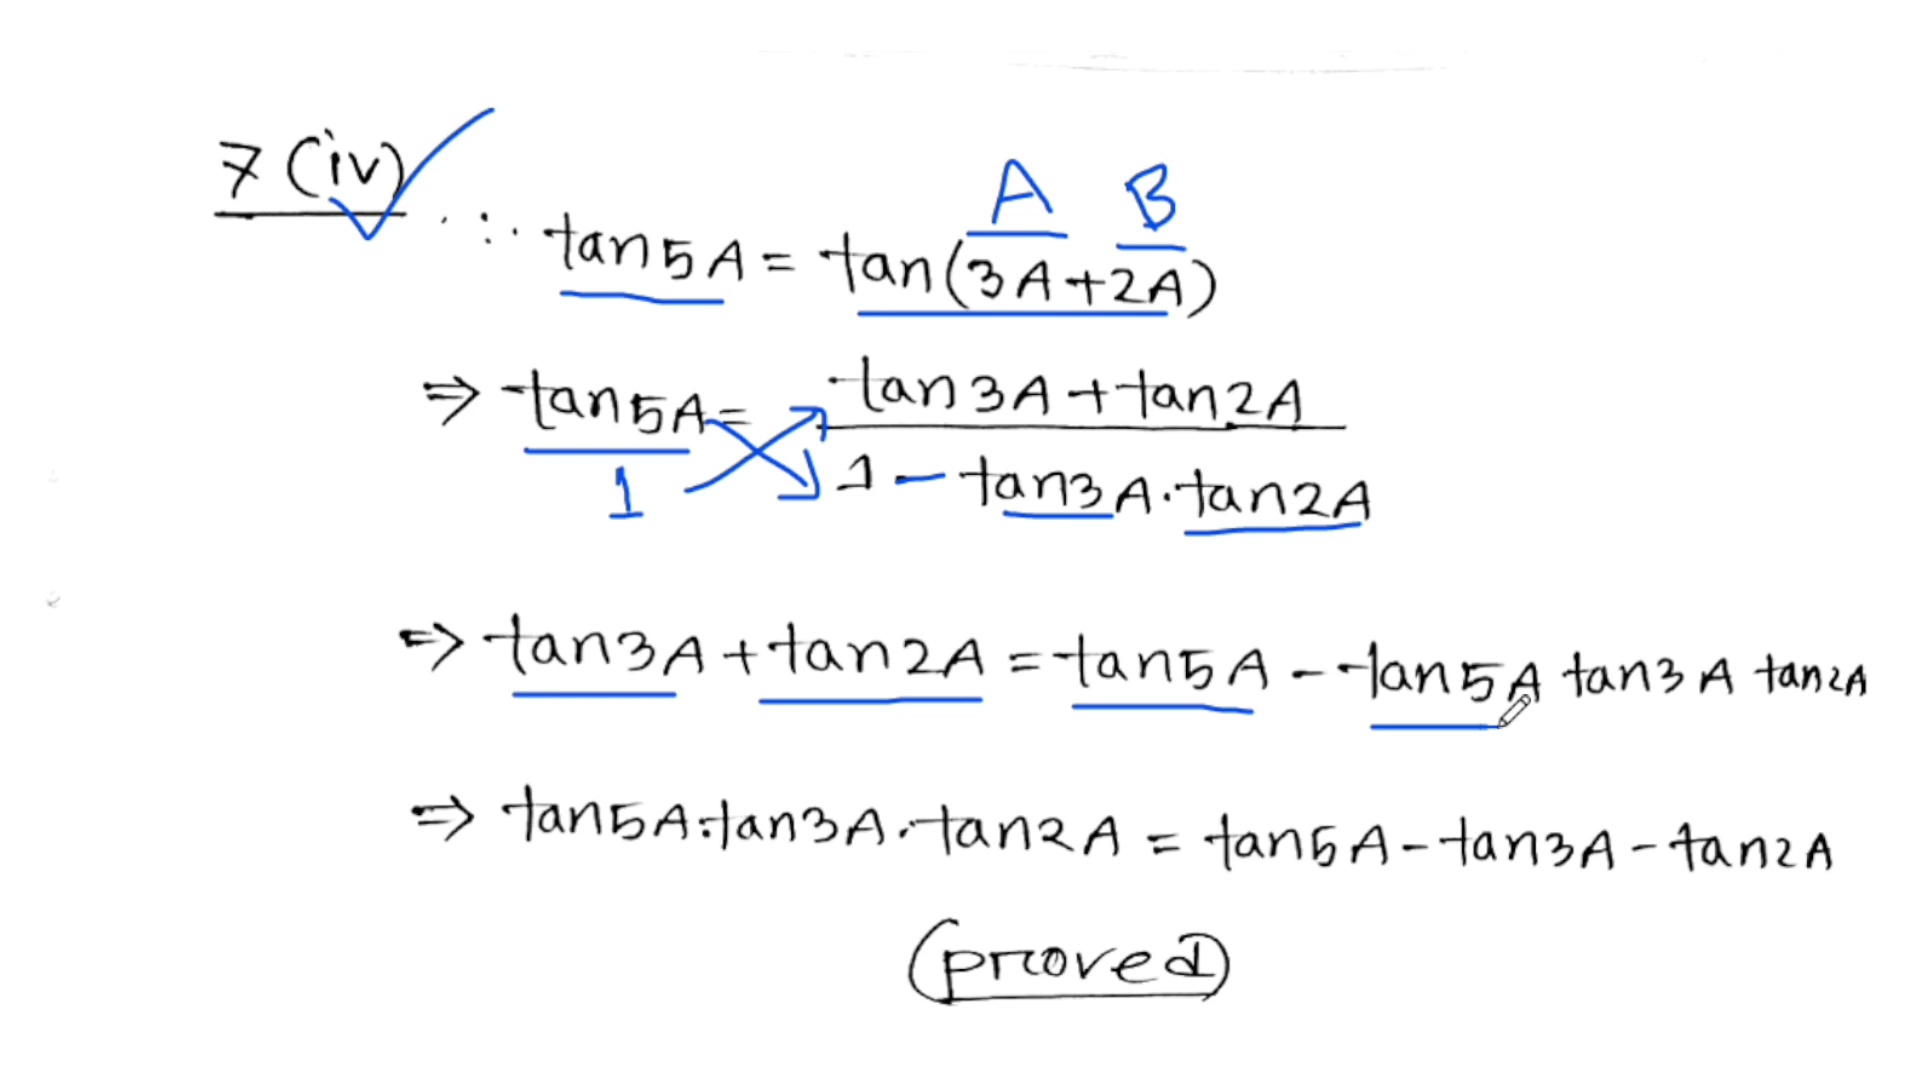 7 (iv)
A B
∴ tan5A = tan(3A+2A)
⇒ tan5A = tan3A + tan2A
1 1 - tan3A.tan2A
⇒ tan3A + tan2A = tan5A - tan5A tan3A tan2A
⇒ tan5A.tan3A.tan2A = tan5A - tan3A - tan2A
(proved)